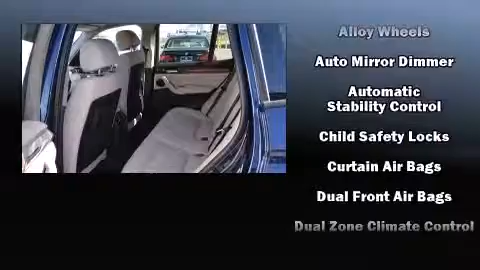 Alloy Wheels
Auto Mirror Dimmer
Automatic
Stability Control
Child Safety Locks
Curtain Air Bags
Dual Front Air Bags
Dual Zone Climate Control